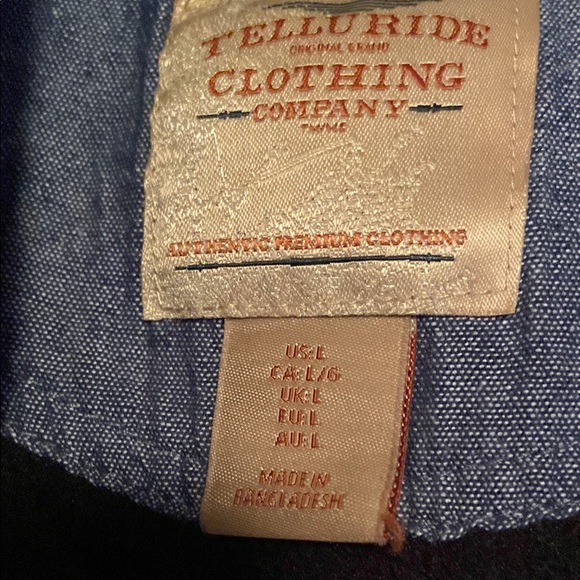 TELLURIDE
ORIGINAL BRAND
CLOTHING
COMPANY
AUTHENTIC PREMIUM CLOTHING
US: L
CA: L/G
UK: L
EU: L
AU: L
MADE IN
BANGLADESH